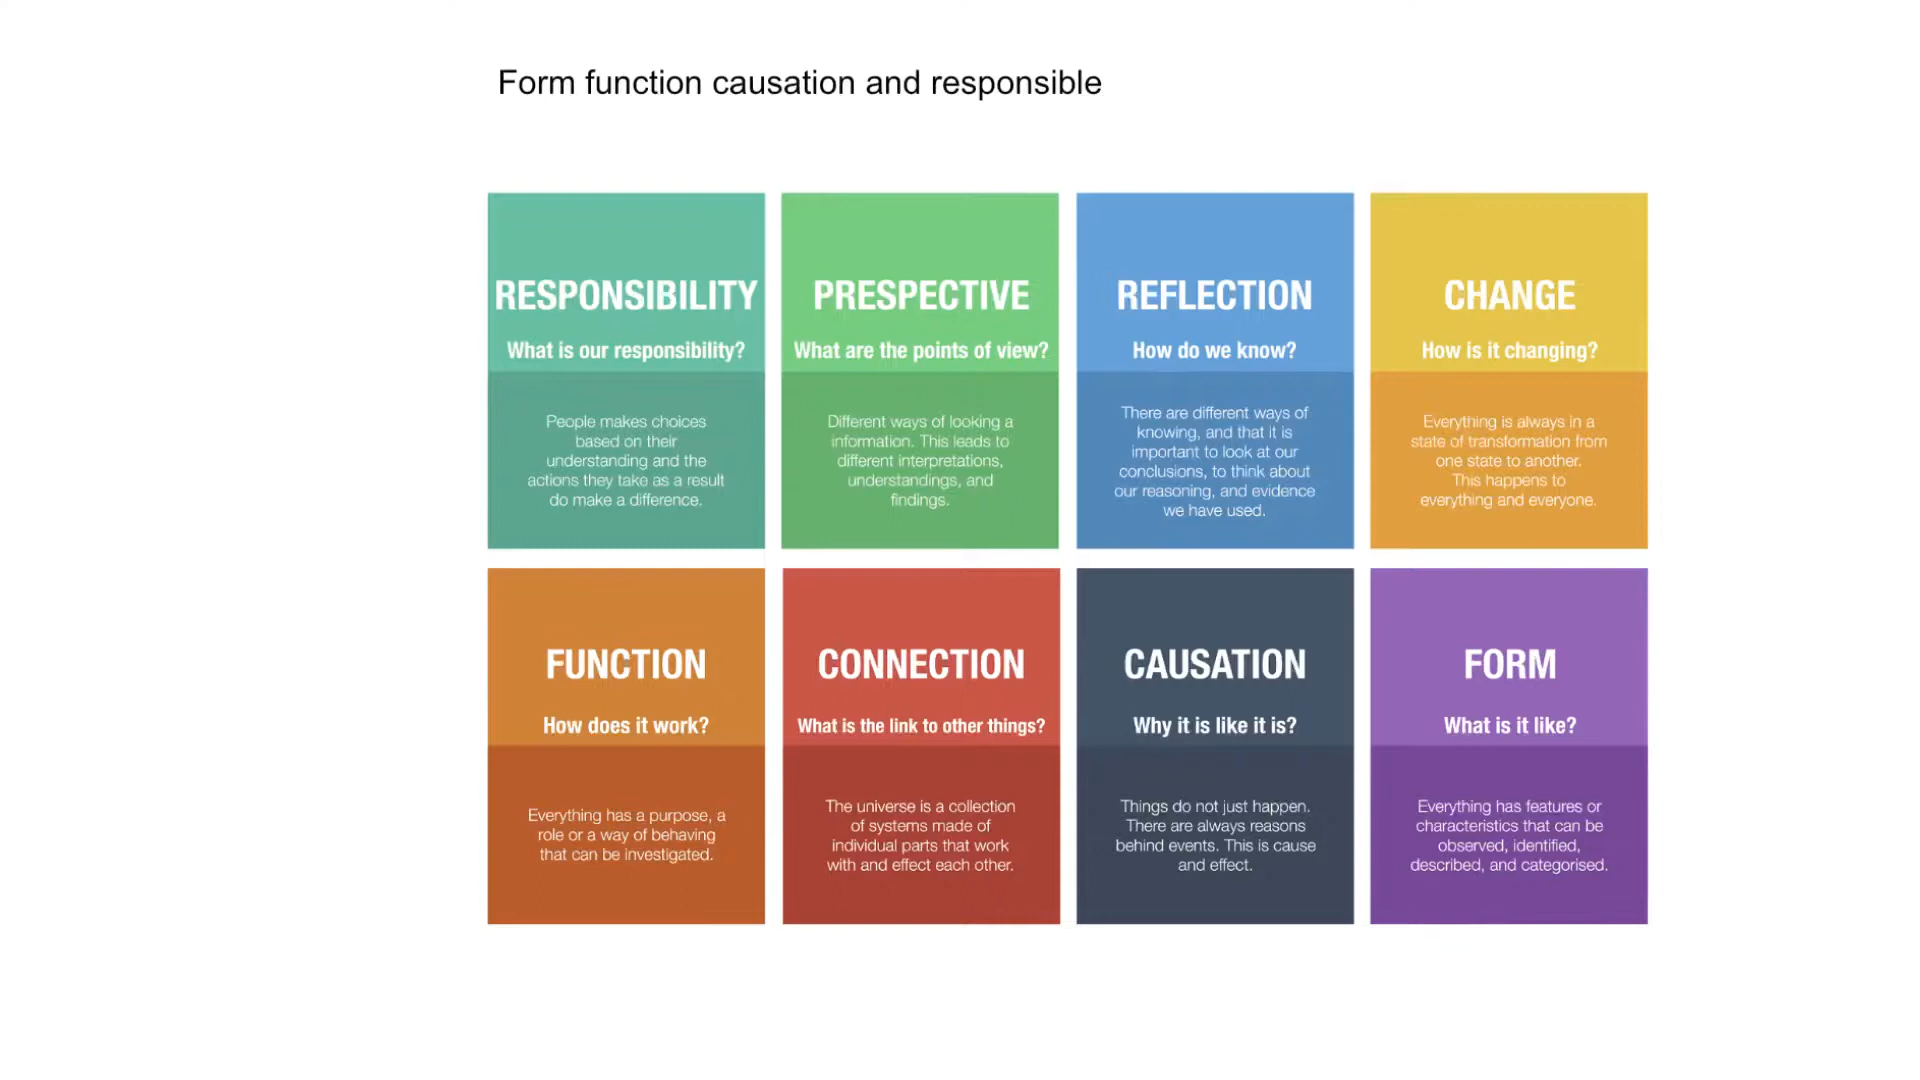 Form function causation and responsible
RESPONSIBILITY
What is our responsibility?
People makes choices
based on their
understanding and the
actions they take as a result
do make a difference.
PRESPECTIVE
What are the points of view?
Different ways of looking a
information. This leads to
different interpretations,
understandings, and
findings.
REFLECTION
How do we know?
There are different ways of
knowing, and that it is
important to look at our
conclusions, to think about
our reasoning, and evidence
we have used.
CHANGE
How is it changing?
Everything is always in a
state of transformation from
one state to another.
This happens to
everything and everyone.
FUNCTION
How does it work?
Everything has a purpose, a
role or a way of behaving
that can be investigated.
CONNECTION
What is the link to other things?
The universe is a collection
of systems made of
individual parts that work
with and effect each other.
CAUSATION
Why it is like it is?
Things do not just happen.
There are always reasons
behind events. This is cause
and effect.
FORM
What is it like?
Everything has features or
characteristics that can be
observed, identified,
described, and categorised.